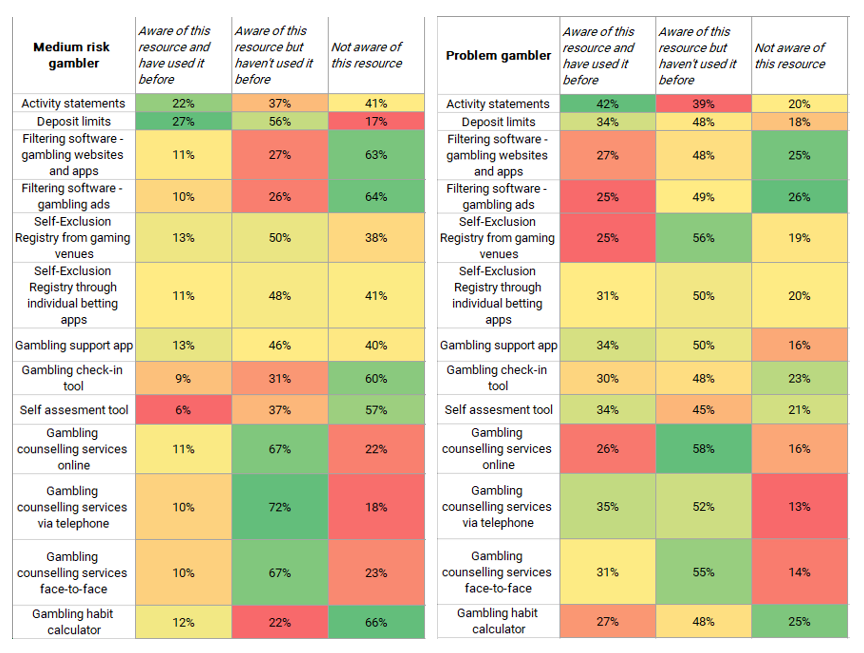 Medium risk
gambler
Aware of this
resource and
have used it
before
Aware of this
resource but
haven't used it
before
Not aware of
this resource
Activity statements
22%
37%
41%
Deposit limits
27%
56%
17%
Filtering software -
gambling websites
and apps
11%
27%
63%
Filtering software -
gambling ads
10%
26%
64%
Self-Exclusion
Registry from gaming
venues
13%
50%
38%
Self-Exclusion
Registry through
individual betting
apps
11%
48%
41%
Gambling support app
13%
46%
40%
Gambling check-in
tool
9%
31%
60%
Self assesment tool
6%
37%
57%
Gambling
counselling services
online
11%
67%
22%
Gambling
counselling services
via telephone
10%
72%
18%
Gambling
counselling services
face-to-face
10%
67%
23%
Gambling habit
calculator
12%
22%
66%
Problem gambler
Aware of this
resource and
have used it
before
Aware of this
resource but
haven't used it
before
Not aware of
this resource
Activity statements
42%
39%
20%
Deposit limits
34%
48%
18%
Filtering software -
gambling websites
and apps
27%
48%
25%
Filtering software -
gambling ads
25%
49%
26%
Self-Exclusion
Registry from gaming
venues
25%
56%
19%
Self-Exclusion
Registry through
individual betting
apps
31%
50%
20%
Gambling support app
34%
50%
16%
Gambling check-in
tool
30%
48%
23%
Self assesment tool
34%
45%
21%
Gambling
counselling services
online
26%
58%
16%
Gambling
counselling services
via telephone
35%
52%
13%
Gambling
counselling services
face-to-face
31%
55%
14%
Gambling habit
calculator
27%
48%
25%